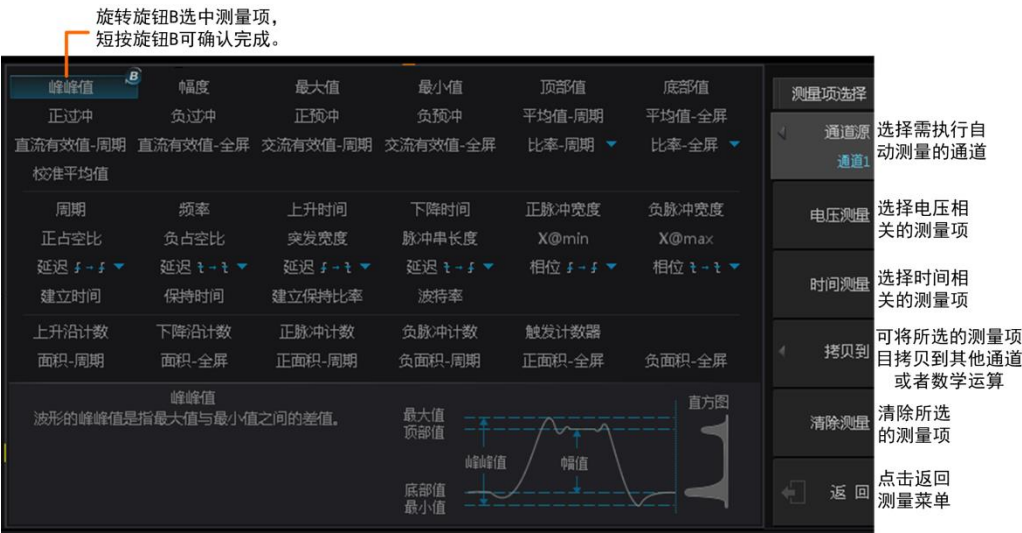 旋转旋钮B选中测量项，
短按旋钮B可确认完成。
峰峰值 B 幅度 最大值 最小值 顶部值 底部值
正过冲 负过冲 正预冲 负预冲 平均值-周期 平均值-全屏
直流有效值-周期 直流有效值-全屏 交流有效值-周期 交流有效值-全屏 比率-周期 比率-全屏
校准平均值
周期 频率 上升时间 下降时间 正脉冲宽度 负脉冲宽度
正占空比 负占空比 突发宽度 脉冲串长度 X@min X@max
延迟 延迟 延迟 延迟 相位 相位
建立时间 保持时间 建立保持比率 波特率
上升沿计数 下降沿计数 正脉冲计数 负脉冲计数 触发计数器
面积-周期 面积-全屏 正面积-周期 负面积-周期 正面积-全屏 负面积-全屏
峰峰值
波形的峰峰值是指最大值与最小值之间的差值。
最大值
顶部值
峰峰值
幅值
底部值
最小值
直方图
测量项选择
通道源
通道1
选择需执行自
动测量的通道
电压测量
选择电压相
关的测量项
时间测量
选择时间相
关的测量项
拷贝到
可将所选的测量项
目拷贝到其他通道
或者数学运算
清除测量
清除所选
的测量项
返 回
点击返回
测量菜单